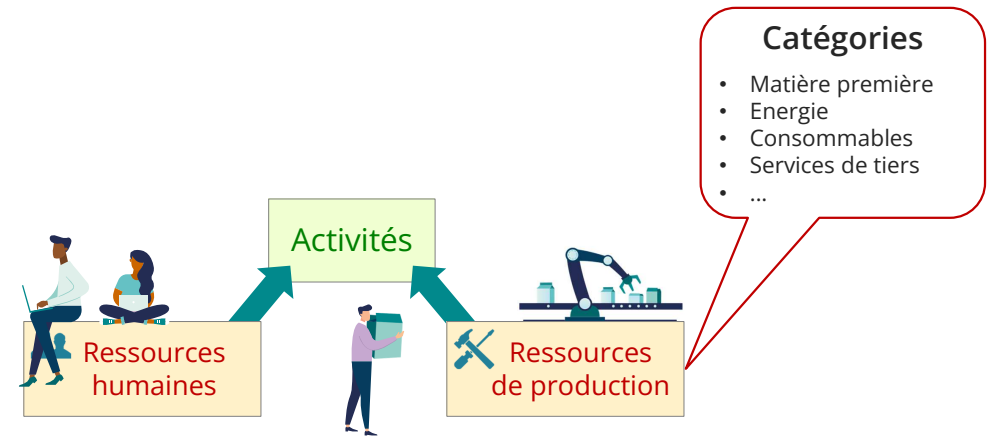 Catégories
• Matière première
• Energie
• Consommables
• Services de tiers
• ...
Activités
Ressources
humaines
Ressources
de production